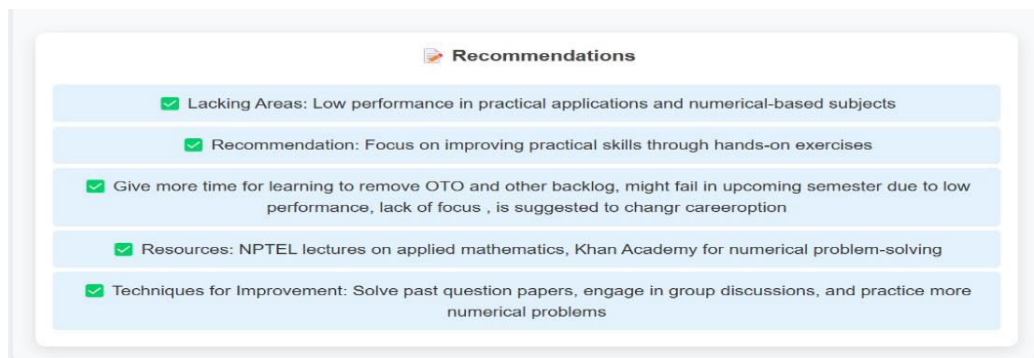 Recommendations
Lacking Areas: Low performance in practical applications and numerical-based subjects
Recommendation: Focus on improving practical skills through hands-on exercises
Give more time for learning to remove OTO and other backlog, might fail in upcoming semester due to low
performance, lack of focus , is suggested to changr careeroption
Resources: NPTEL lectures on applied mathematics, Khan Academy for numerical problem-solving
Techniques for Improvement: Solve past question papers, engage in group discussions, and practice more
numerical problems